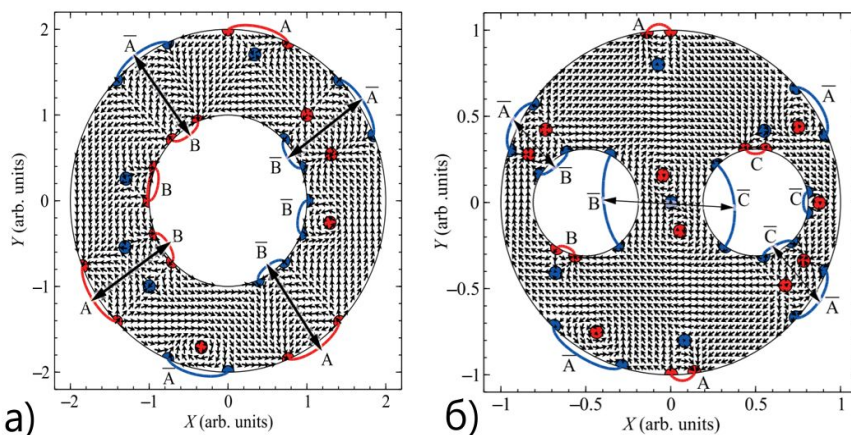 A
A̅
A̅
2
1
0
−1
−2
Y (arb. units)
B
B̅
B
B̅
B
B̅
A
A
A̅
A
−2
−1
0
1
2
X (arb. units)
а)
A
A̅
A̅
1
0.5
0
−0.5
−1
Y (arb. units)
B̅
C
B̅
C̅
C̅
B
C̅
A̅
A̅
A
−1
−0.5
0
0.5
1
X (arb .units)
б)